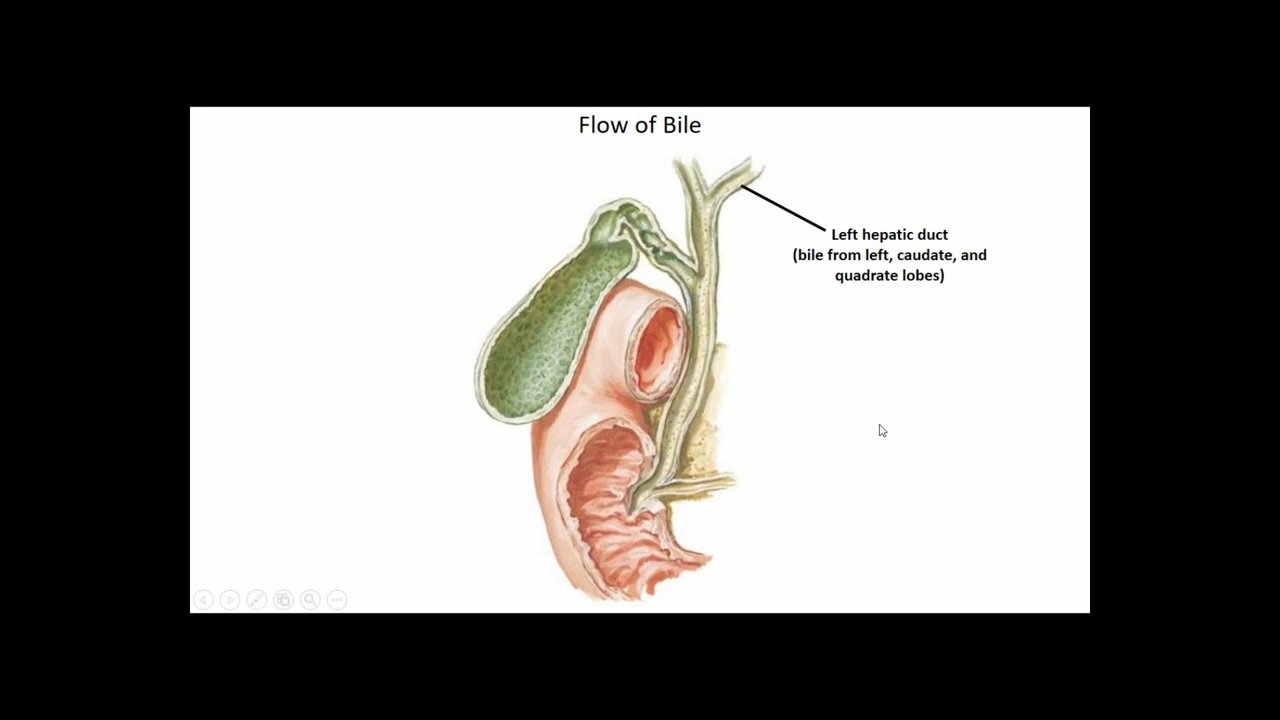 Flow of Bile
Left hepatic duct
(bile from left, caudate, and
quadrate lobes)